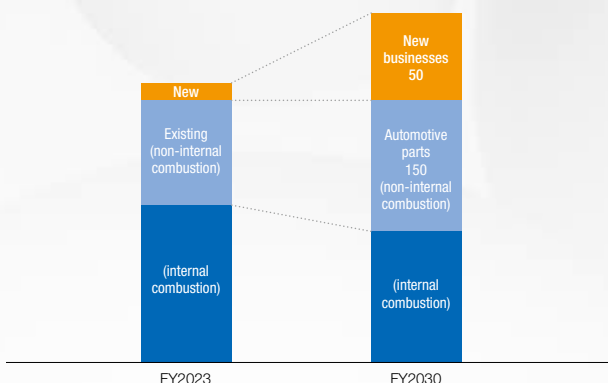 New
Existing
(non-internal
combustion)
(internal
combustion)
New
businesses
50
Automotive
parts
150
(non-internal
combustion)
(internal
combustion)
FY2023
FY2030